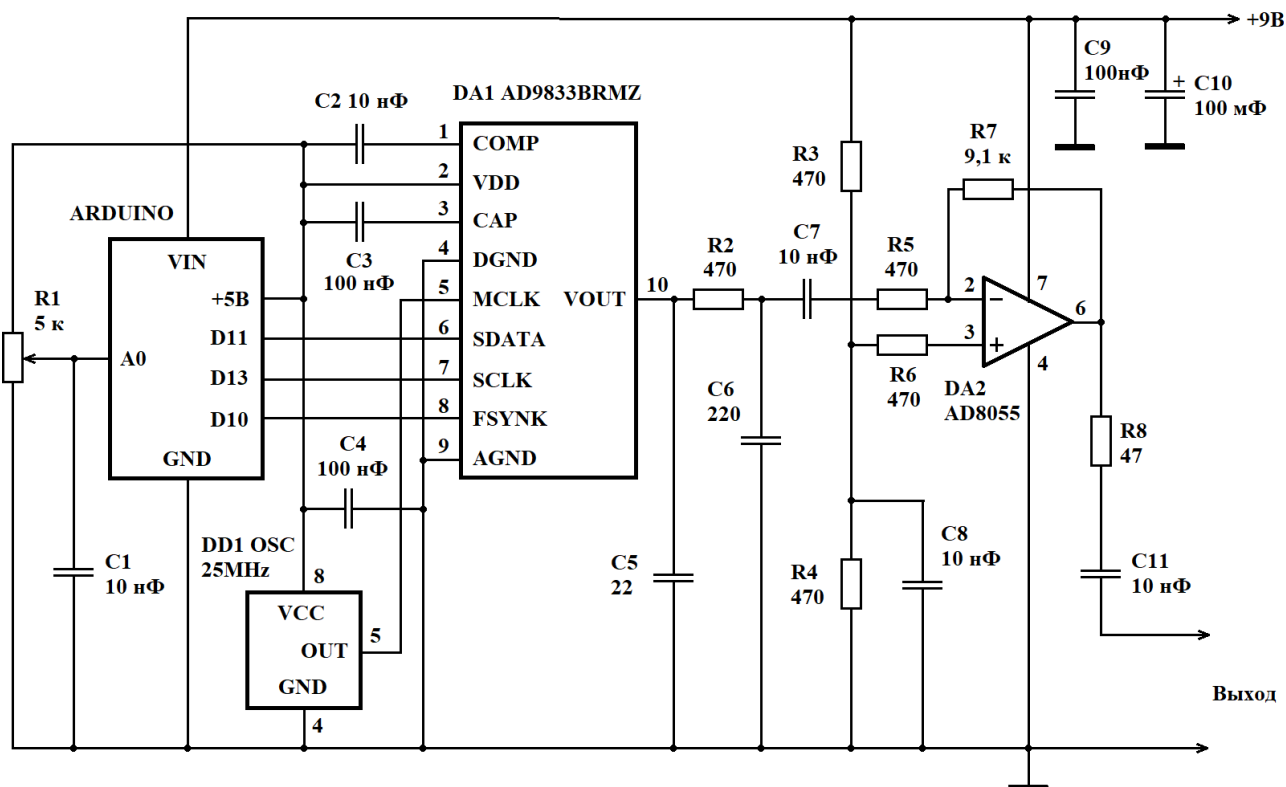 +9В
C9
100нФ
+ C10
100 мФ
C2 10 нФ
DA1 AD9833BRMZ
1
COMP
2
VDD
3
CAP
4
DGND
5
MCLK
VOUT
10
6
SDATA
7
SCLK
8
FSYNK
9
AGND
ARDUINO
VIN
+5В
D11
A0
D13
D10
GND
R1
5 к
C3
100 нФ
C4
100 нФ
C1
10 нФ
DD1 OSC
25MHz
8
VCC
OUT
5
GND
4
R2
470
C7
10 нФ
R3
470
R5
470
R7
9,1 к
2
−
7
6
3
+
4
R6
470
DA2
AD8055
C6
220
C5
22
R4
470
C8
10 нФ
R8
47
C11
10 нФ
Выход